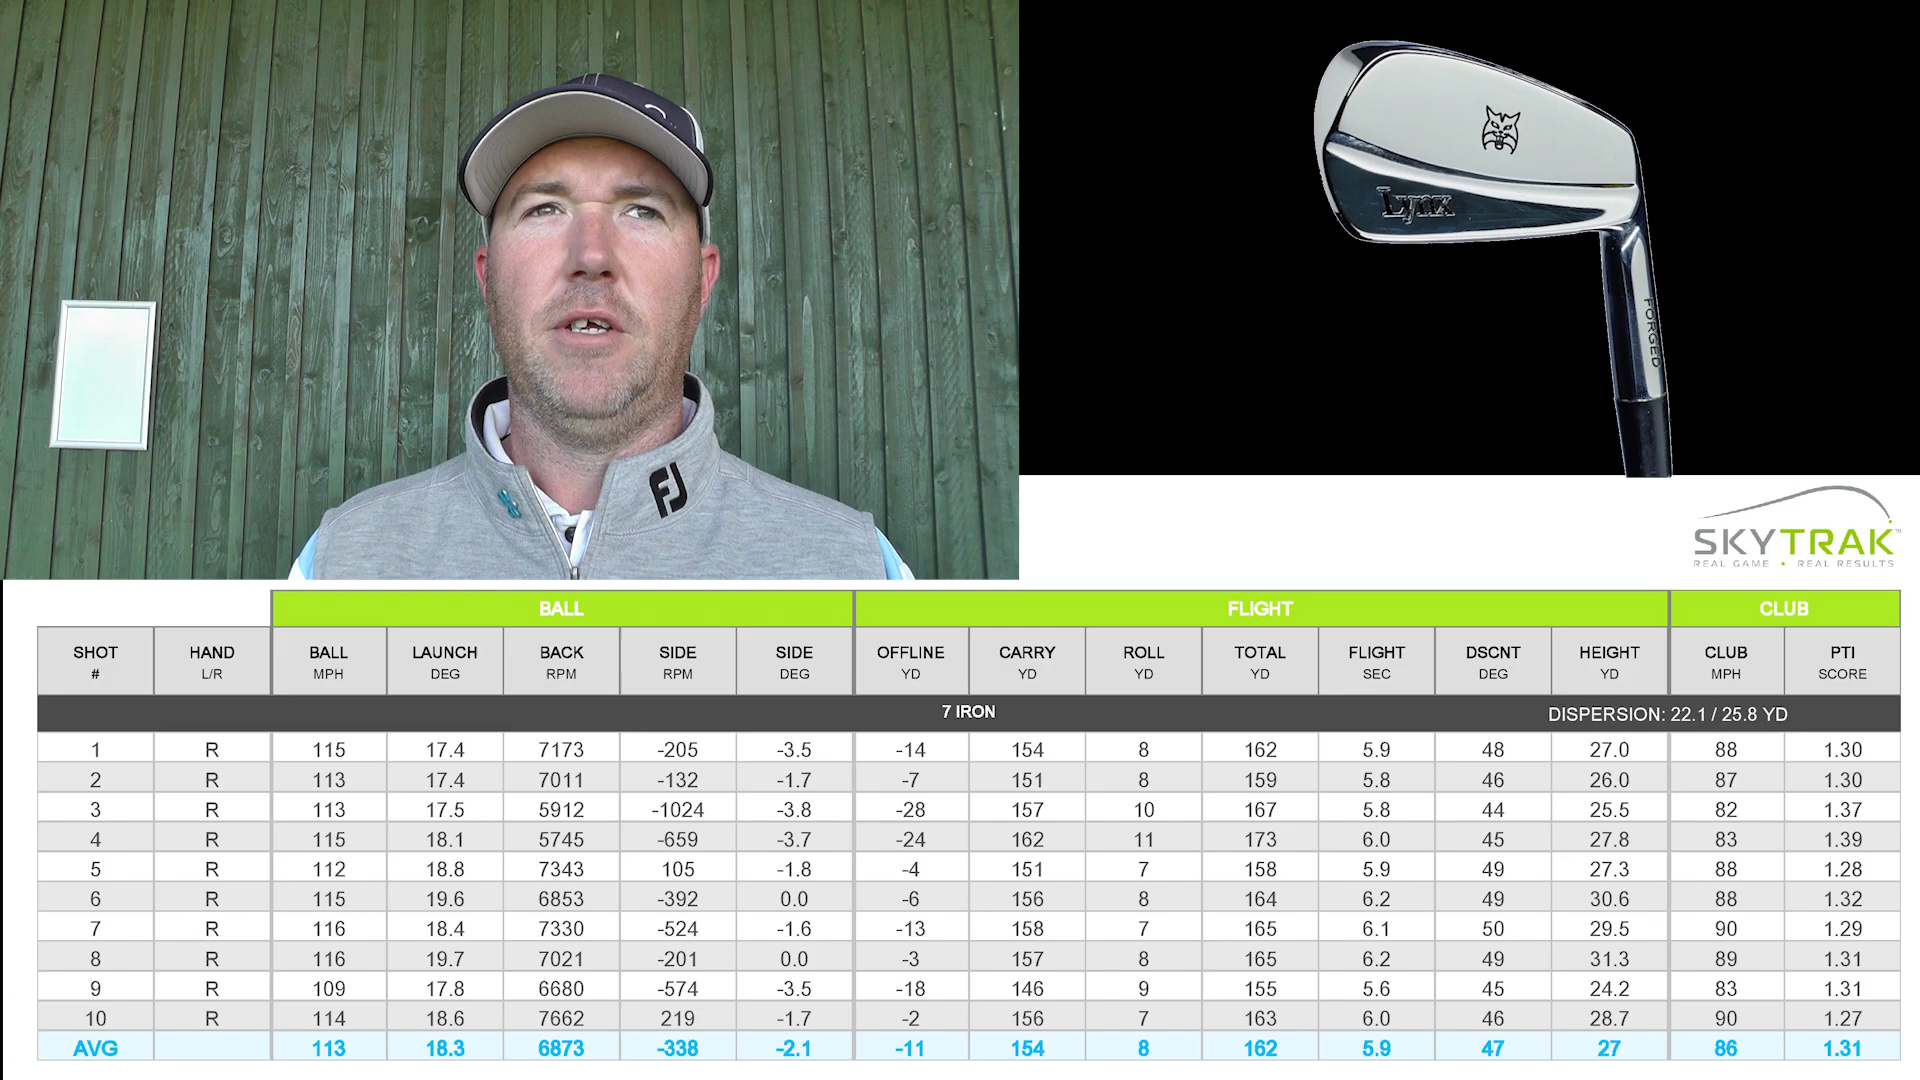 Lynx
FORGED
FJ
SKYTRAK™
REAL GAME • REAL RESULTS
BALL FLIGHT CLUB
SHOT HAND BALL LAUNCH BACK SIDE SIDE OFFLINE CARRY ROLL TOTAL FLIGHT DSCNT HEIGHT CLUB PTI
# L/R MPH DEG RPM RPM DEG YD YD YD YD SEC DEG YD MPH SCORE
7 IRON DISPERSION: 22.1 / 25.8 YD
1 R 115 17.4 7173 -205 -3.5 -14 154 8 162 5.9 48 27.0 88 1.30
2 R 113 17.4 7011 -132 -1.7 -7 151 8 159 5.8 46 26.0 87 1.30
3 R 113 17.5 5912 -1024 -3.8 -28 157 10 167 5.8 44 25.5 82 1.37
4 R 115 18.1 5745 -659 -3.7 -24 162 11 173 6.0 45 27.8 83 1.39
5 R 112 18.8 7343 105 -1.8 -4 151 7 158 5.9 49 27.3 88 1.28
6 R 115 19.6 6853 -392 0.0 -6 156 8 164 6.2 49 30.6 88 1.32
7 R 116 18.4 7330 -524 -1.6 -13 158 7 165 6.1 50 29.5 90 1.29
8 R 116 19.7 7021 -201 0.0 -3 157 8 165 6.2 49 31.3 89 1.31
9 R 109 17.8 6680 -574 -3.5 -18 146 9 155 5.6 45 24.2 83 1.31
10 R 114 18.6 7662 219 -1.7 -2 156 7 163 6.0 46 28.7 90 1.27
AVG 113 18.3 6873 -338 -2.1 -11 154 8 162 5.9 47 27 86 1.31